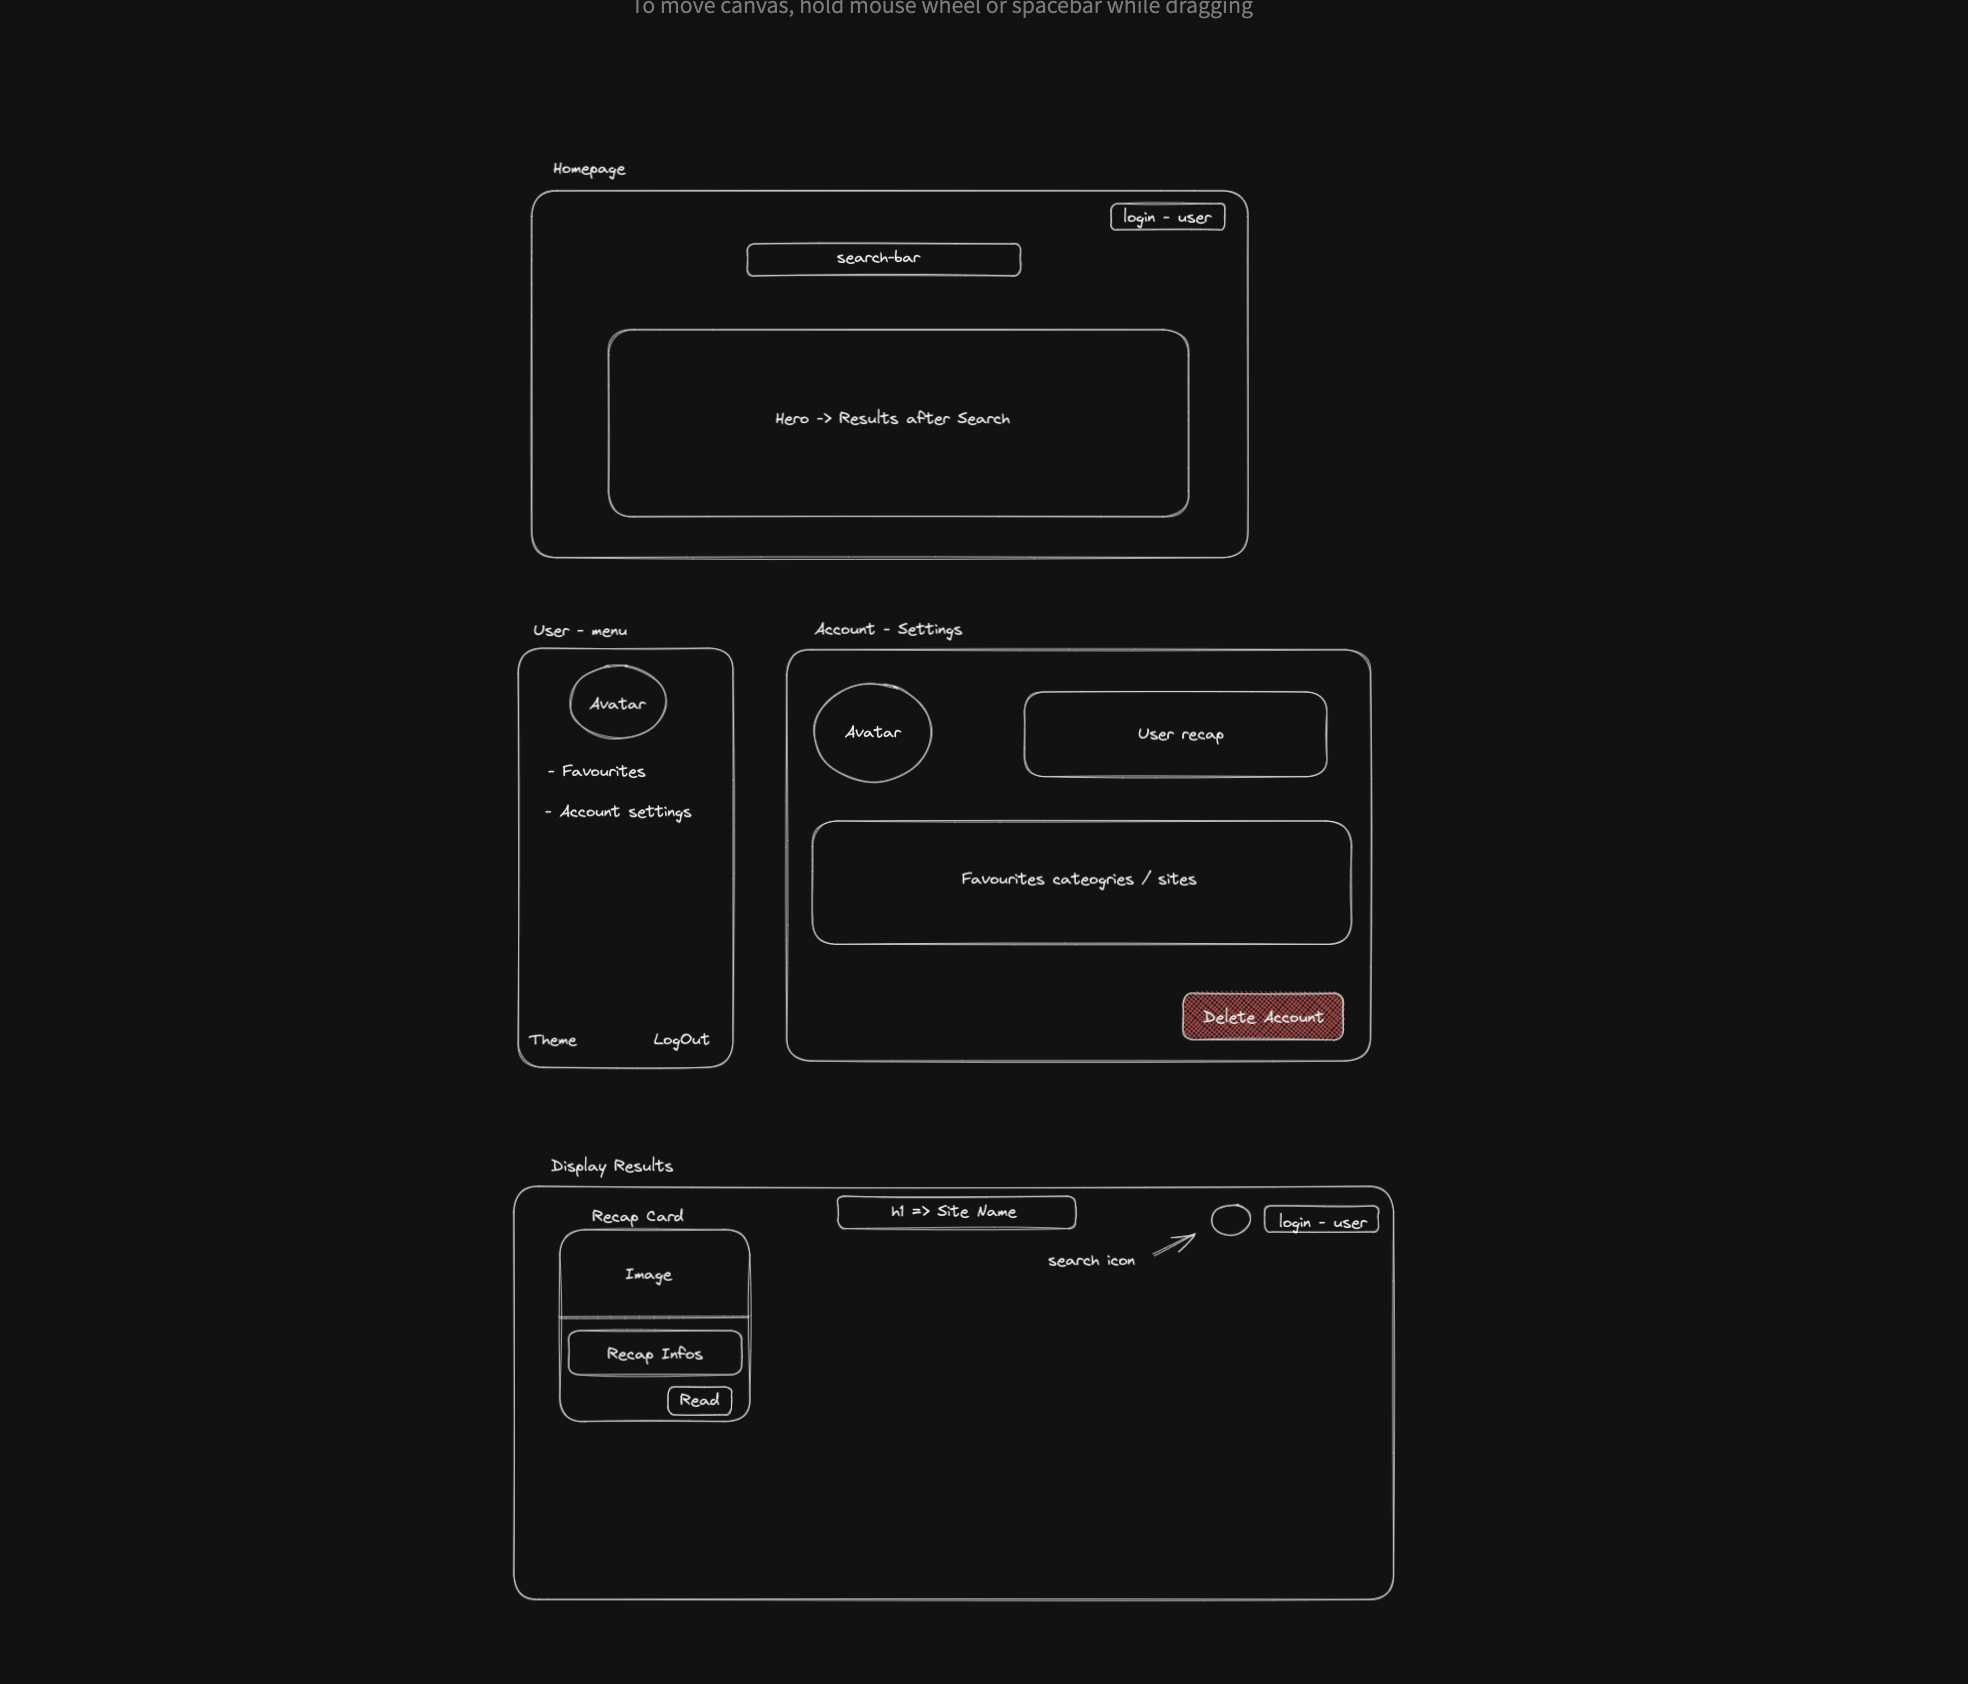 To move canvas, hold mouse wheel or spacebar while dragging
Homepage
login - user
search-bar
Hero -> Results after Search
User - menu
Avatar
- Favourites
- Account settings
Theme
LogOut
Account - Settings
Avatar
User recap
Favourites cateogries / sites
Delete Account
Display Results
Recap Card
Image
Recap Infos
Read
h1 => Site Name
search icon
login - user